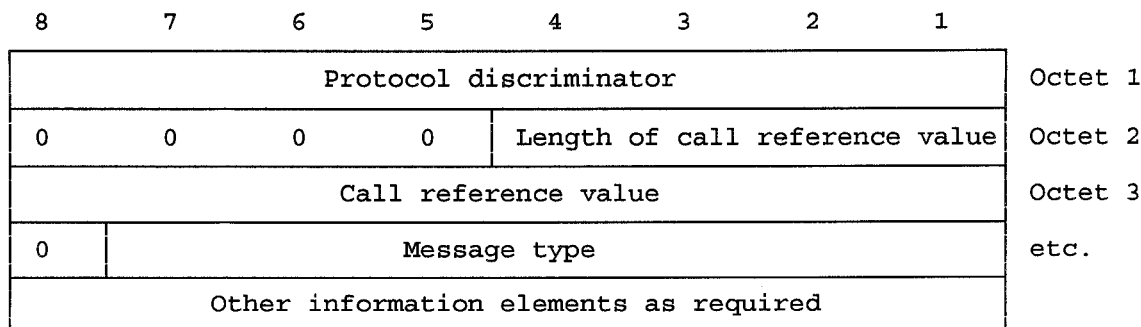 8 7 6 5 4 3 2 1
Protocol discriminator Octet 1
0 0 0 0 Length of call reference value Octet 2
Call reference value Octet 3
0 Message type etc.
Other information elements as required